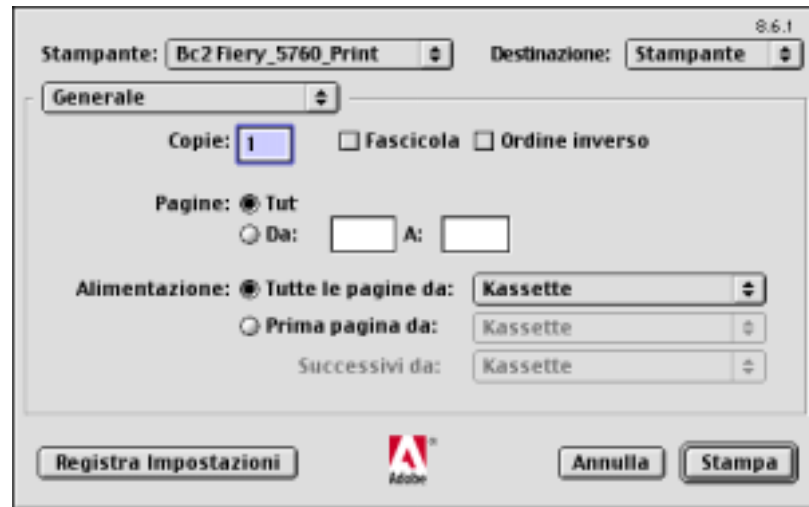 8.6.1
Stampante: Bc2 Fiery_5760_Print Destinazione: Stampante
Generale
Copie: 1 Fascicola Ordine inverso
Pagine: Tut
Da: A:
Alimentazione: Tutte le pagine da: Kassette
Prima pagina da: Kassette
Successivi da: Kassette
Registra Impostazioni Adobe Annulla Stampa